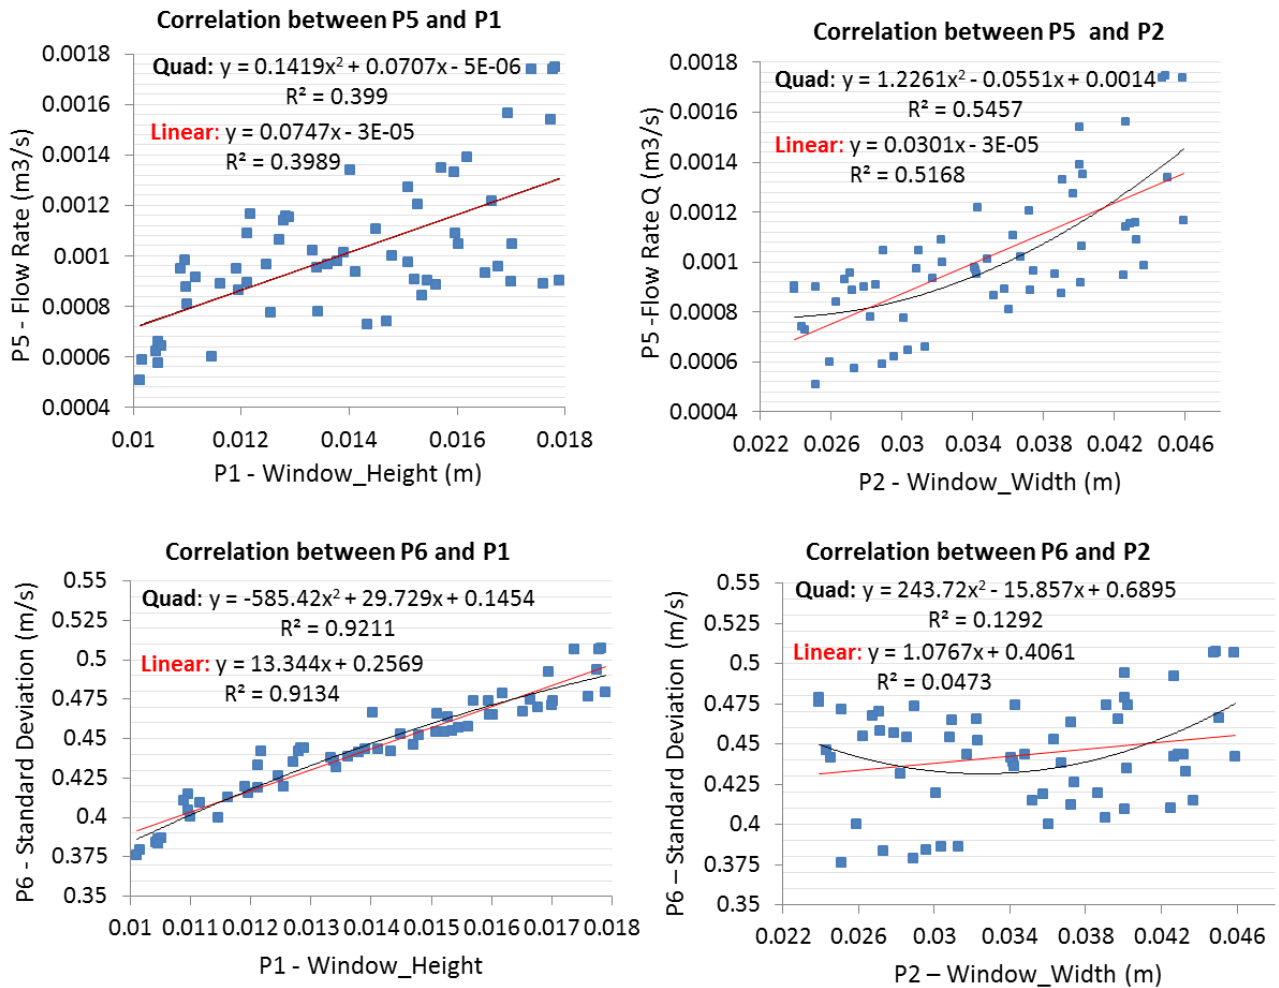 Correlation between P5 and P1
Quad: y = 0.1419x² + 0.0707x - 5E-06
R² = 0.399
Linear: y = 0.0747x - 3E-05
R² = 0.3989
P5 - Flow Rate (m3/s)
0.0018
0.0016
0.0014
0.0012
0.001
0.0008
0.0006
0.0004
0.01 0.012 0.014 0.016 0.018
P1 - Window_Height (m)
Correlation between P5 and P2
Quad: y = 1.2261x² - 0.0551x + 0.0014
R² = 0.5457
Linear: y = 0.0301x - 3E-05
R² = 0.5168
P5 -Flow Rate Q (m3/s)
0.0018
0.0016
0.0014
0.0012
0.001
0.0008
0.0006
0.0004
0.022 0.026 0.03 0.034 0.038 0.042 0.046
P2 - Window_Width (m)
Correlation between P6 and P1
Quad: y = -585.42x² + 29.729x + 0.1454
R² = 0.9211
Linear: y = 13.344x + 0.2569
R² = 0.9134
P6 - Standard Deviation (m/s)
0.55
0.525
0.5
0.475
0.45
0.425
0.4
0.375
0.35
0.01 0.011 0.012 0.013 0.014 0.015 0.016 0.017 0.018
P1 - Window_Height
Correlation between P6 and P2
Quad: y = 243.72x² - 15.857x + 0.6895
R² = 0.1292
Linear: y = 1.0767x + 0.4061
R² = 0.0473
P6 – Standard Deviation (m/s)
0.55
0.525
0.5
0.475
0.45
0.425
0.4
0.375
0.35
0.022 0.026 0.03 0.034 0.038 0.042 0.046
P2 – Window_Width (m)